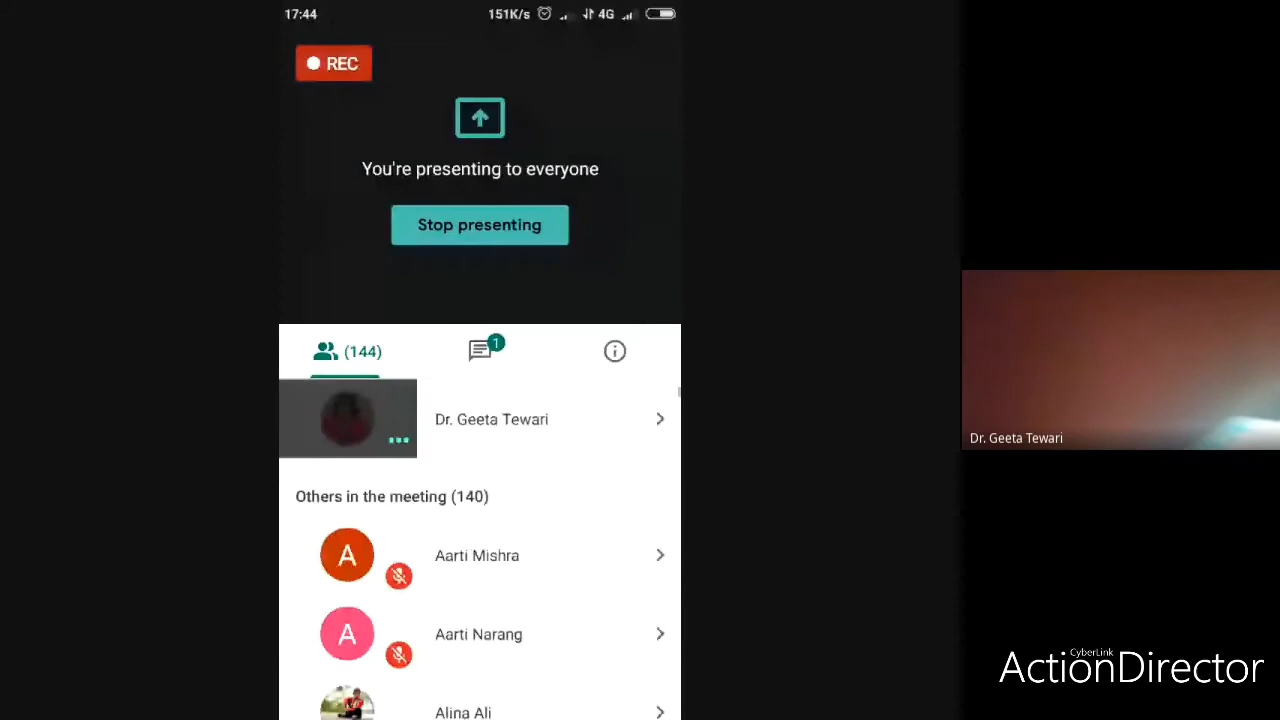 17:44 151K/s 4G
REC
You're presenting to everyone
Stop presenting
(144) 1
Dr. Geeta Tewari
Others in the meeting (140)
A Aarti Mishra
A Aarti Narang
Alina Ali
Dr. Geeta Tewari
CyberLink
ActionDirector